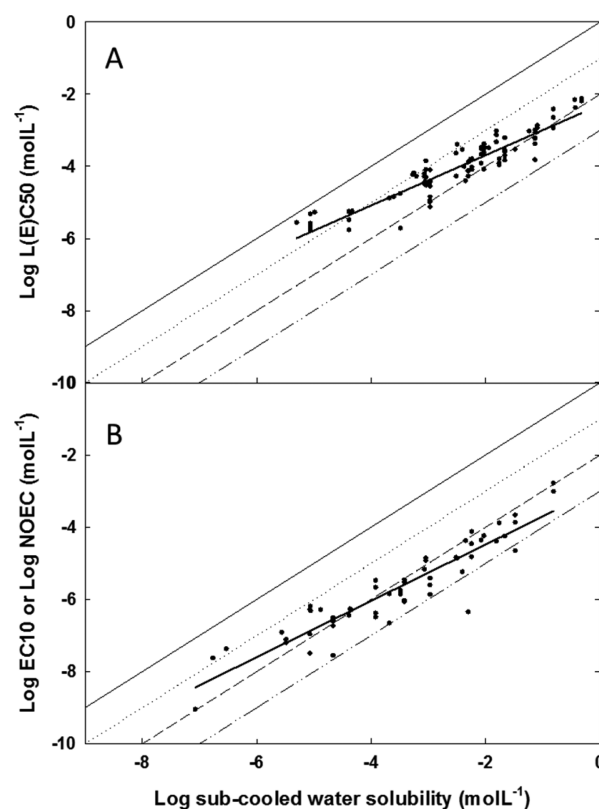 0
A
-2
-4
-6
-8
-10
Log L(E)C50 (molL⁻¹)
B
-2
-4
-6
-8
-10
Log EC10 or Log NOEC (molL⁻¹)
-8 -6 -4 -2 0
Log sub-cooled water solubility (molL⁻¹)